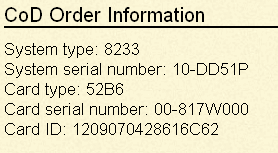 CoD Order Information
System type: 8233
System serial number: 10-DD51P
Card type: 52B6
Card serial number: 00-817W000
Card ID: 1209070428616C62